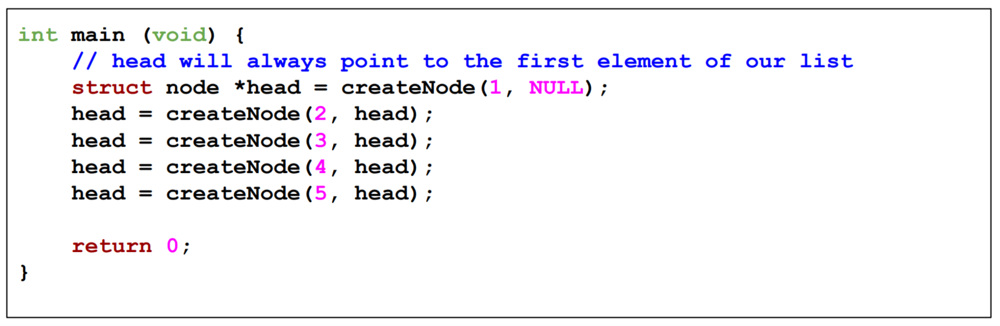 int main (void) {
    // head will always point to the first element of our list
    struct node *head = createNode(1, NULL);
    head = createNode(2, head);
    head = createNode(3, head);
    head = createNode(4, head);
    head = createNode(5, head);

    return 0;
}